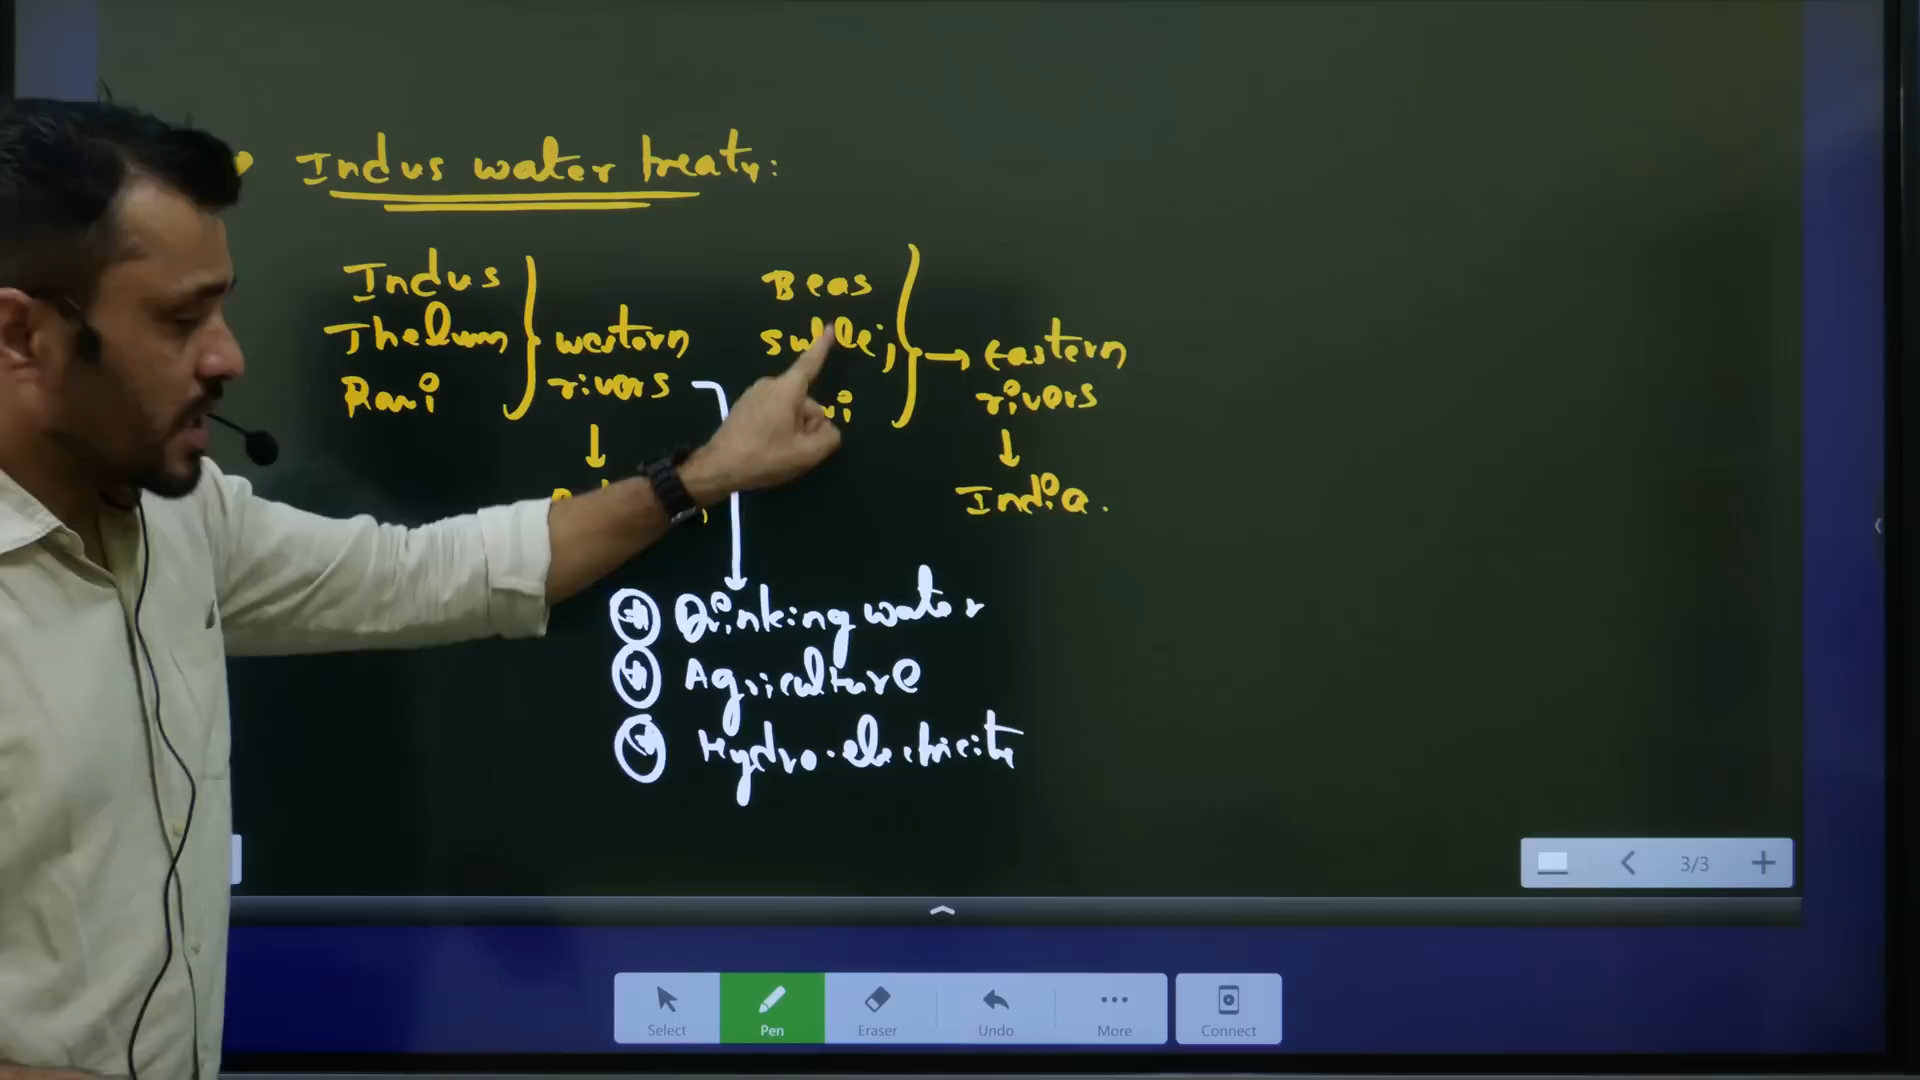 Indus water treaty:
Indus
Jhelum
Ravi
western
rivers
Beas
Eastern
rivers
India.
Drinking water
Agriculture
Hydro-electricity
3/3
Select
Pen
Eraser
Undo
More
Connect